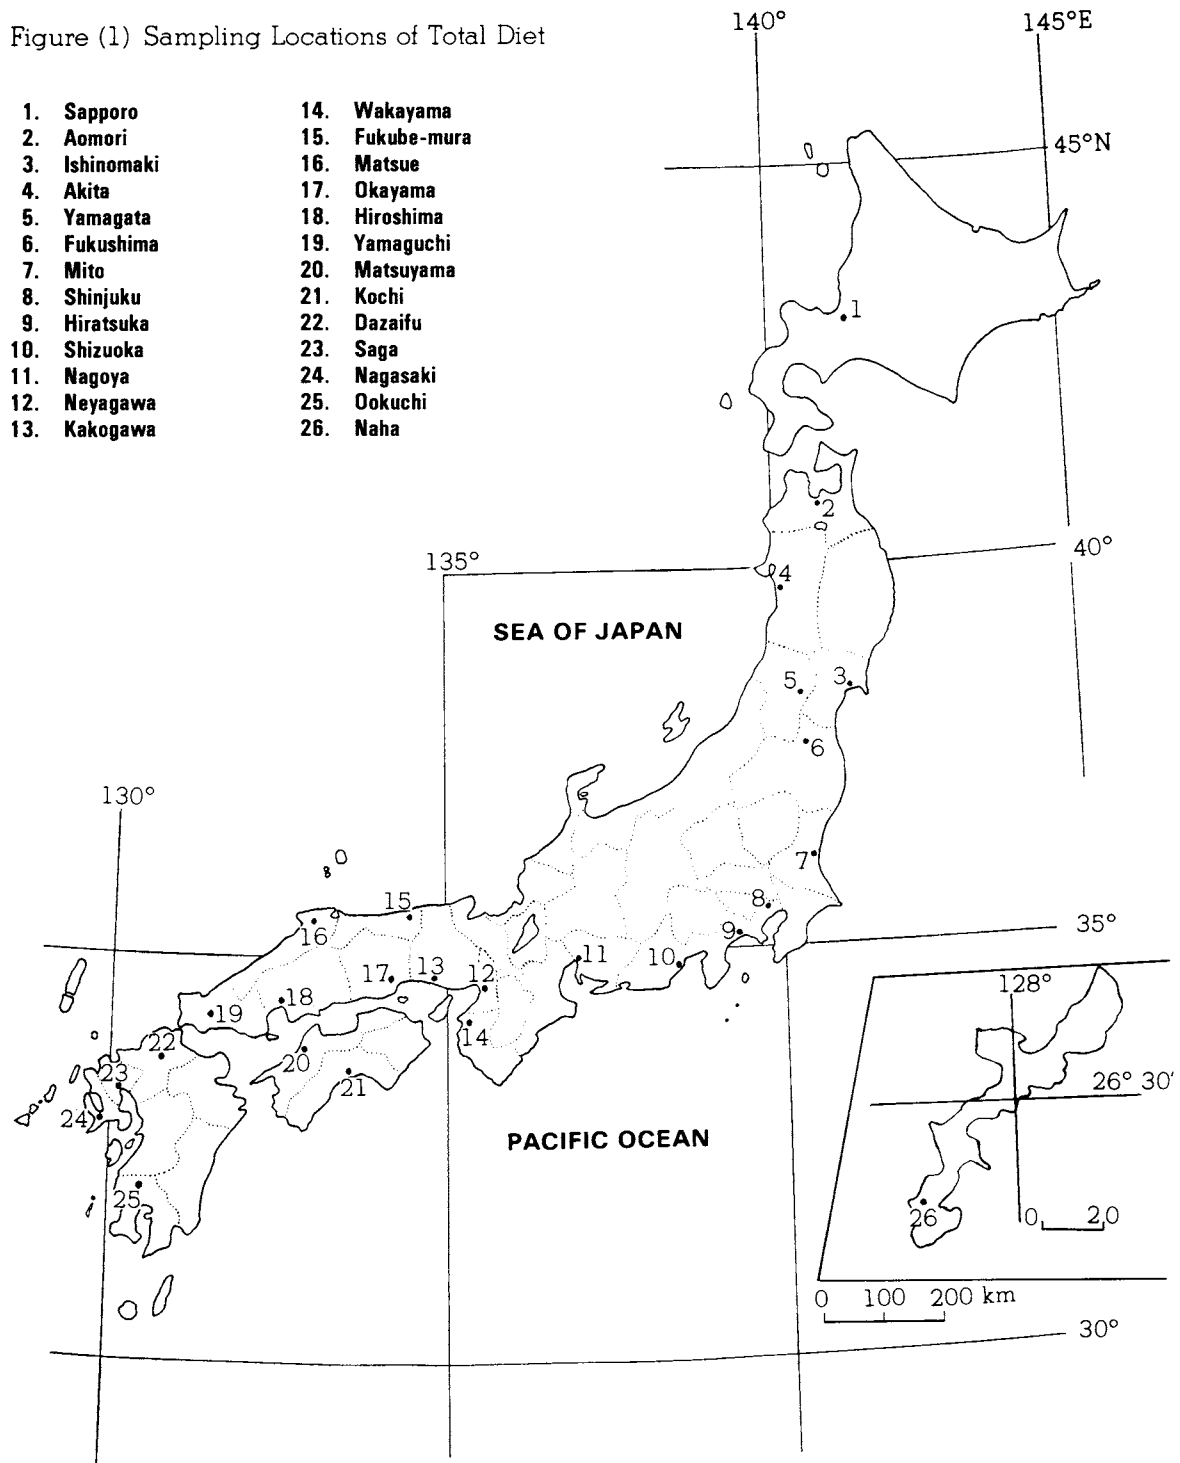 Figure (1) Sampling Locations of Total Diet
1. Sapporo
2. Aomori
3. Ishinomaki
4. Akita
5. Yamagata
6. Fukushima
7. Mito
8. Shinjuku
9. Hiratsuka
10. Shizuoka
11. Nagoya
12. Neyagawa
13. Kakogawa
14. Wakayama
15. Fukube-mura
16. Matsue
17. Okayama
18. Hiroshima
19. Yamaguchi
20. Matsuyama
21. Kochi
22. Dazaifu
23. Saga
24. Nagasaki
25. Ookuchi
26. Naha
140° 145°E
45°N
1
2
135° 40°
4
SEA OF JAPAN
5 3
6
130°
7
15 8
16 9 35°
11 10
17 13 12
18
19 14
128°
22 20
23 21
26° 30'
24
PACIFIC OCEAN
25
26 0 20
0 100 200 km
30°